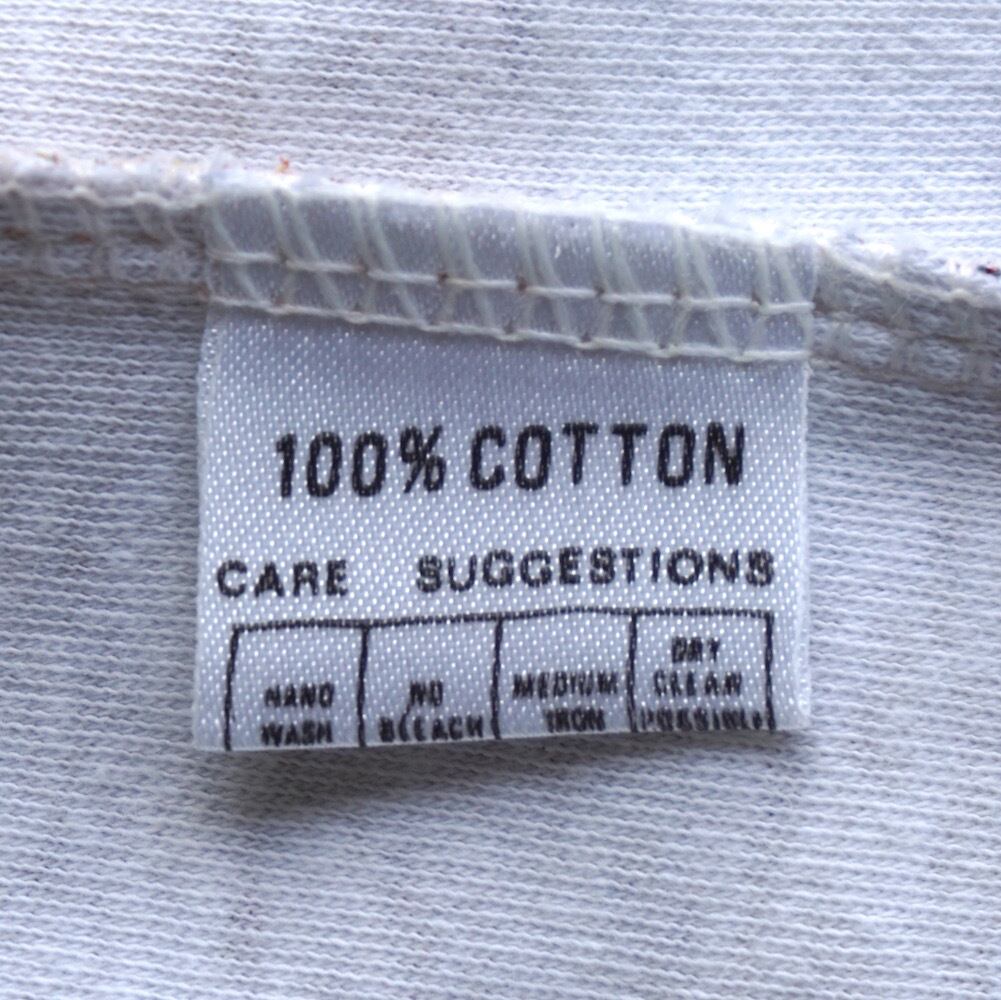 100% COTTON
CARE SUGGESTIONS
HAND WASH
NO BLEACH
MEDIUM IRON
DRY CLEAN POSSIBLE